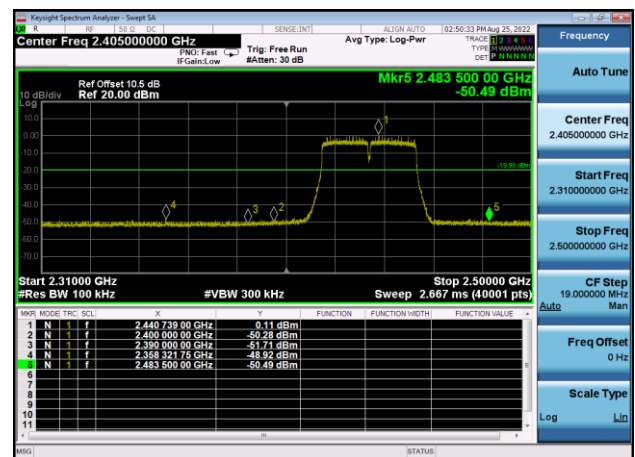 Keysight Spectrum Analyzer - Swept SA
R RF 50 Ω DC SENSE:INT ALIGN AUTO 02:50:33 PM Aug 25, 2022
Center Freq 2.405000000 GHz
PNO: Fast
IFGain:Low
Trig: Free Run
#Atten: 30 dB
Avg Type: Log-Pwr
TRACE 1 2 3 4 5 6
TYPE M WWWWW
DET P N N N N N
Ref Offset 10.5 dB
10 dB/div Ref 20.00 dBm
Log
Mkr5 2.483 500 00 GHz
-50.49 dBm
10.0
0.00
-10.0
-20.0
-30.0
-40.0
-50.0
-60.0
-70.0
-19.90 dBm
1
4
3
2
5
Start 2.31000 GHz Stop 2.50000 GHz
#Res BW 100 kHz #VBW 300 kHz Sweep 2.667 ms (40001 pts)
MKR MODE TRC SCL X Y FUNCTION FUNCTION WIDTH FUNCTION VALUE
1 N 1 f 2.440 739 00 GHz 0.11 dBm
2 N 1 f 2.400 000 00 GHz -50.28 dBm
3 N 1 f 2.390 000 00 GHz -51.71 dBm
4 N 1 f 2.358 321 75 GHz -48.92 dBm
5 N 1 f 2.483 500 00 GHz -50.49 dBm
6
7
8
9
10
11
MSG STATUS
Frequency
Auto Tune
Center Freq
2.405000000 GHz
Start Freq
2.310000000 GHz
Stop Freq
2.500000000 GHz
CF Step
19.000000 MHz
Auto Man
Freq Offset
0 Hz
Scale Type
Log Lin